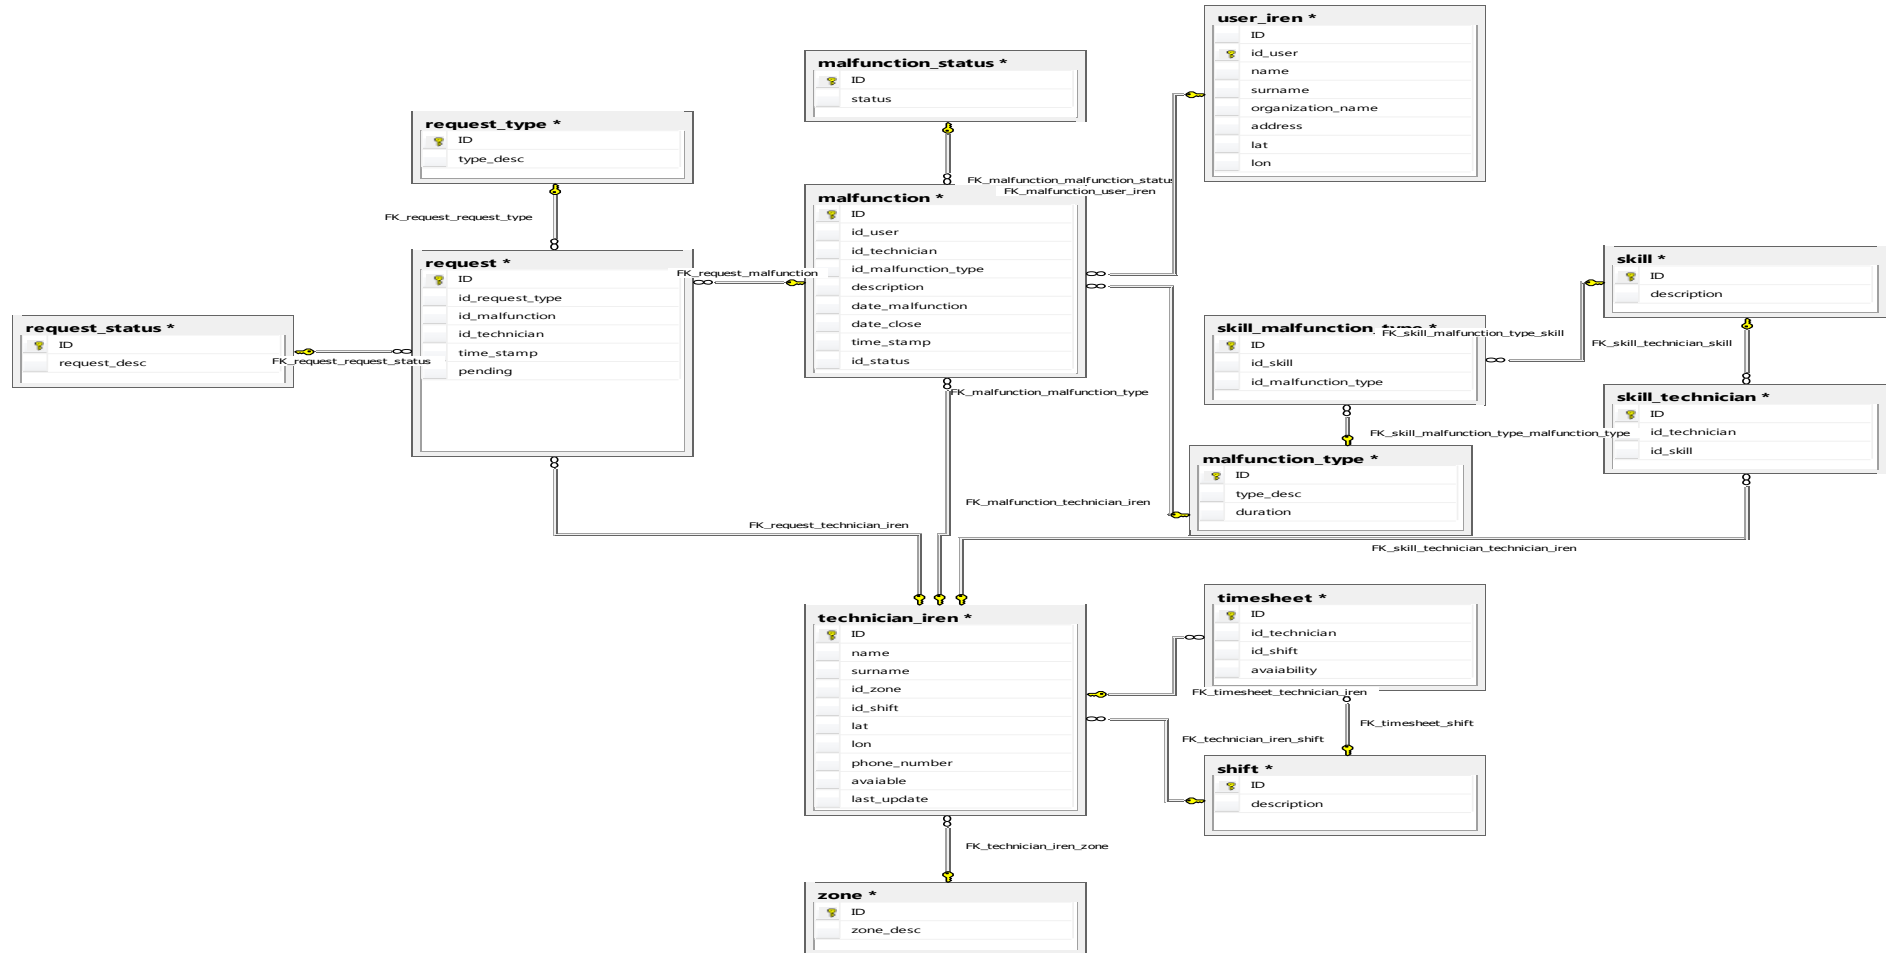 user_iren *
ID
id_user
name
surname
organization_name
address
lat
lon
malfunction_status *
ID
status
request_type *
ID
type_desc
FK_malfunction_malfunction_status
FK_malfunction_user_iren
FK_request_request_type
malfunction *
ID
id_user
id_technician
id_malfunction_type
description
date_malfunction
date_close
time_stamp
id_status
request *
ID
id_request_type
id_malfunction
id_technician
time_stamp
pending
FK_request_malfunction
skill *
ID
description
request_status *
ID
request_desc
FK_request_request_status
skill_malfunction_type *
ID
id_skill
id_malfunction_type
FK_skill_malfunction_type_skill
FK_skill_technician_skill
FK_malfunction_malfunction_type
skill_technician *
ID
id_technician
id_skill
FK_skill_malfunction_type_malfunction_type
malfunction_type *
ID
type_desc
duration
FK_malfunction_technician_iren
FK_request_technician_iren
FK_skill_technician_technician_iren
technician_iren *
ID
name
surname
id_zone
id_shift
lat
lon
phone_number
avaiable
last_update
timesheet *
ID
id_technician
id_shift
avaiability
FK_timesheet_technician_iren
FK_timesheet_shift
FK_technician_iren_shift
shift *
ID
description
FK_technician_iren_zone
zone *
ID
zone_desc